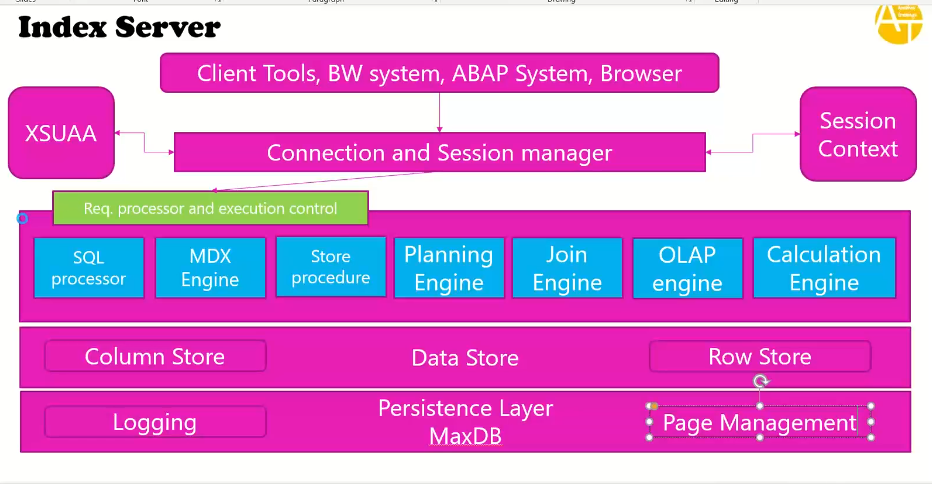 Index Server
Client Tools, BW system, ABAP System, Browser
XSUAA
Session
Context
Connection and Session manager
Req. processor and execution control
SQL
processor
MDX
Engine
Store
procedure
Planning
Engine
Join
Engine
OLAP
engine
Calculation
Engine
Column Store
Data Store
Row Store
Logging
Persistence Layer
MaxDB
Page Management
AT